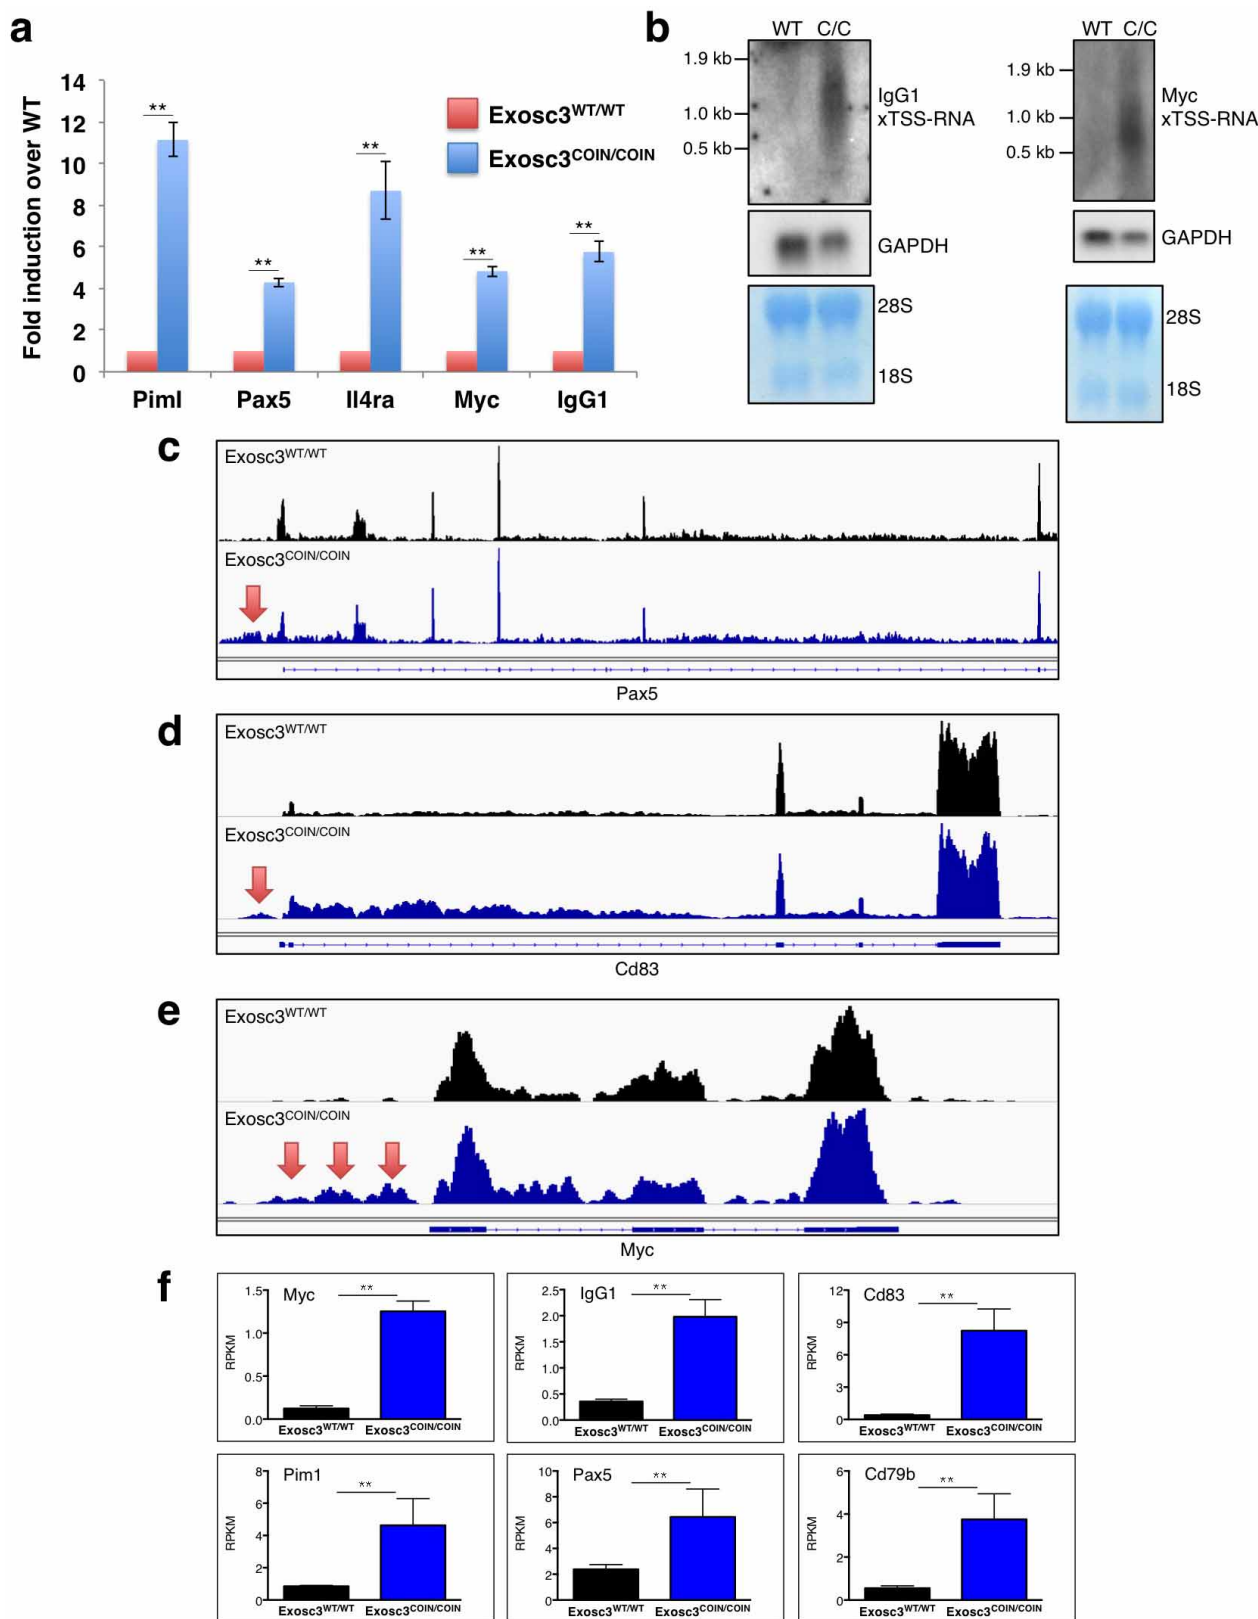 a
Fold induction over WT
14
12
10
8
6
4
2
0
**
**
**
**
**
Exosc3WT/WT
Exosc3COIN/COIN
PimI
Pax5
Il4ra
Myc
IgG1
b
WT C/C
1.9 kb
1.0 kb
0.5 kb
IgG1
xTSS-RNA
GAPDH
28S
18S
WT C/C
1.9 kb
1.0 kb
0.5 kb
Myc
xTSS-RNA
GAPDH
28S
18S
c
Exosc3WT/WT
Exosc3COIN/COIN
Pax5
d
Exosc3WT/WT
Exosc3COIN/COIN
Cd83
e
Exosc3WT/WT
Exosc3COIN/COIN
Myc
f
Myc
**
RPKM
1.5
1.0
0.5
0.0
Exosc3WT/WT Exosc3COIN/COIN
IgG1
**
RPKM
2.5
2.0
1.5
1.0
0.5
0.0
Exosc3WT/WT Exosc3COIN/COIN
Cd83
**
RPKM
12
9
6
3
0
Exosc3WT/WT Exosc3COIN/COIN
Pim1
**
RPKM
8
6
4
2
0
Exosc3WT/WT Exosc3COIN/COIN
Pax5
**
RPKM
10
8
6
4
2
0
Exosc3WT/WT Exosc3COIN/COIN
Cd79b
**
RPKM
6
4
2
0
Exosc3WT/WT Exosc3COIN/COIN